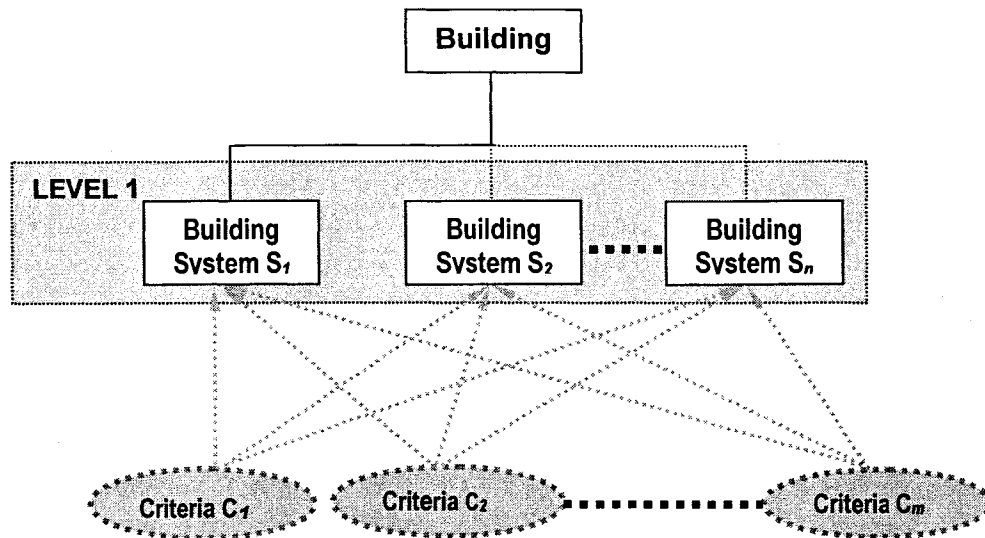 Building
LEVEL 1
Building
System S1
Building
System S2
Building
System Sn
Criteria C1
Criteria C2
Criteria Cm